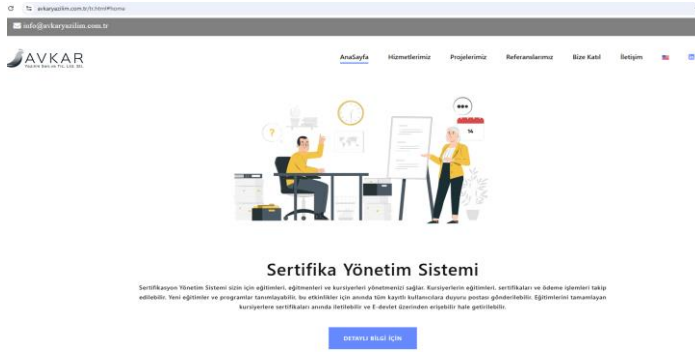 avkaryazilim.com.tr/tr.html#home
info@avkaryazilim.com.tr
AVKAR
AnaSayfa Hizmetlerimiz Projelerimiz Referanslarımız Bize Katıl İletişim
?
14
Sertifika Yönetim Sistemi
Sertifikasyon Yönetim Sistemi sizin için eğitimleri, eğitmenleri ve kursiyerleri yönetmenizi sağlar. Kursiyerlerin eğitimleri, sertifikaları ve ödeme işlemleri takip
edilebilir. Yeni eğitimler ve programlar tanımlayabilir, bu etkinlikler için anında tüm kayıtlı kullanıcılara duyuru postası gönderilebilir. Eğitimlerini tamamlayan
kursiyerlere sertifikaları anında iletilebilir ve E-devlet üzerinden erişebilir hale getirilebilir.
DETAYLI BİLGİ İÇİN